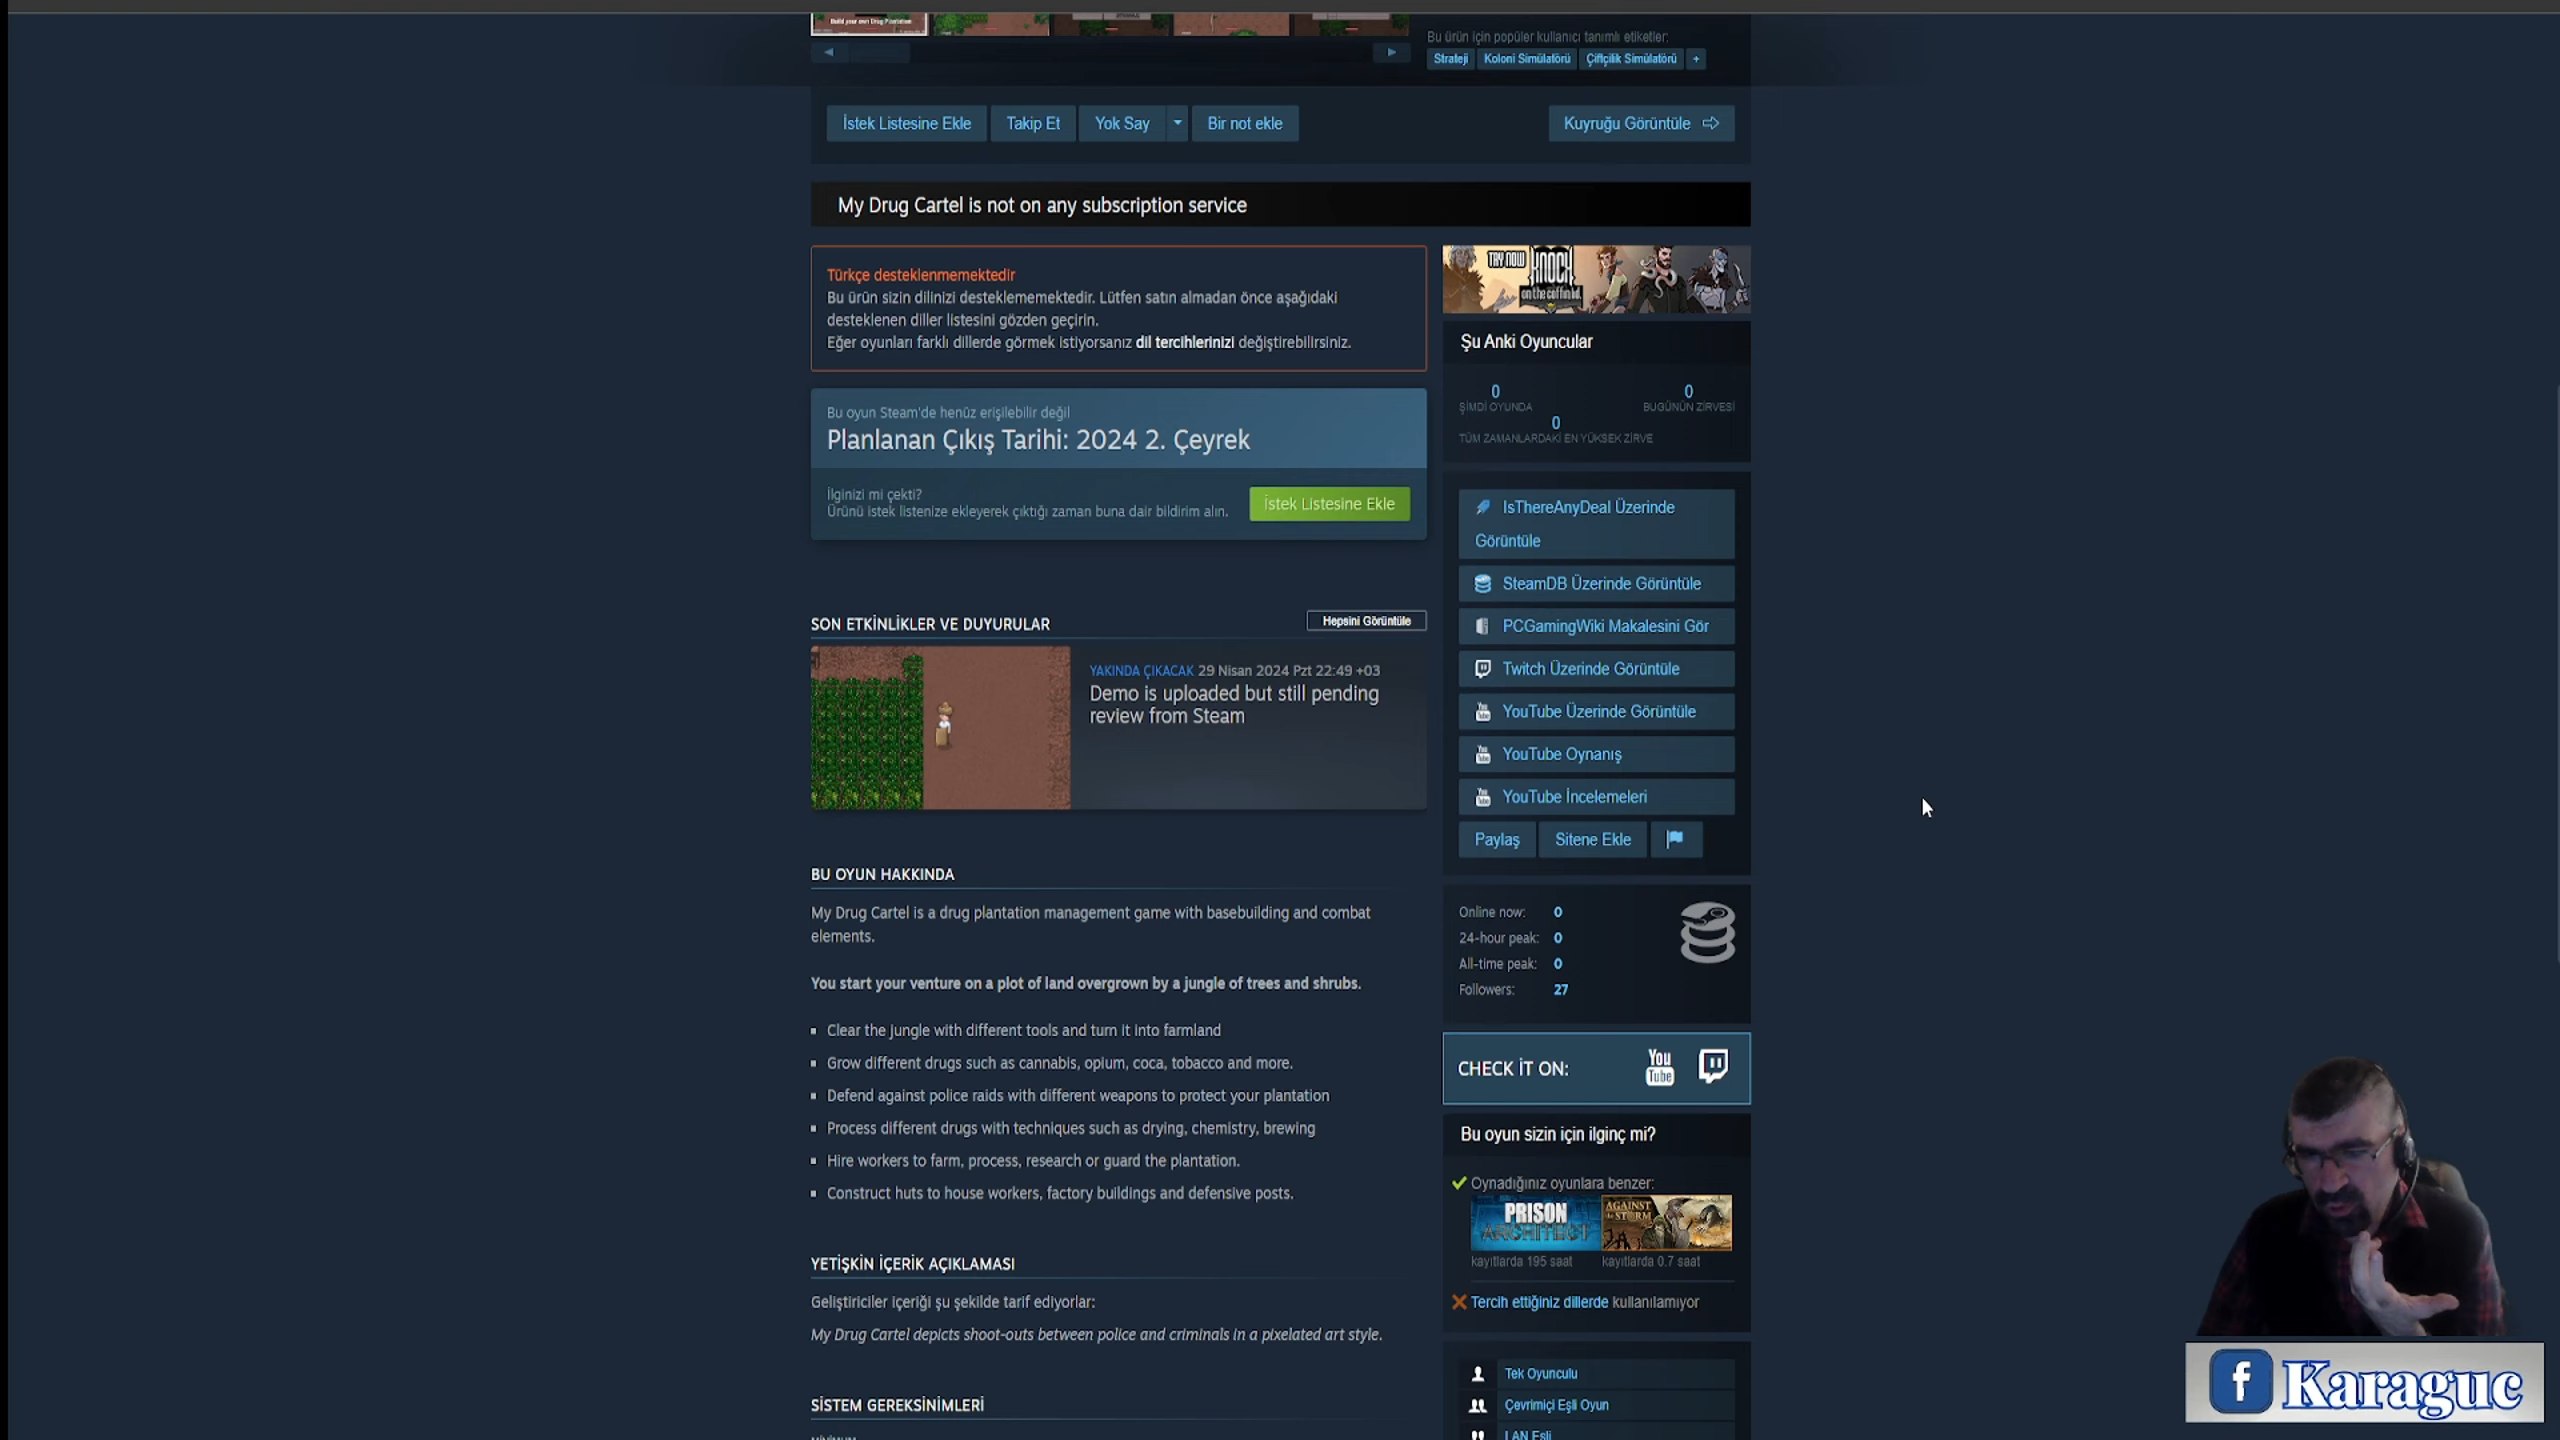 Build your own Drug Plantation
Bu ürün için popüler kullanıcı tanımlı etiketler:
Strateji
Koloni Simülatörü
Çiftçilik Simülatörü
+
İstek Listesine Ekle
Takip Et
Yok Say
Bir not ekle
Kuyruğu Görüntüle
My Drug Cartel is not on any subscription service
Türkçe desteklenmemektedir
Bu ürün sizin dilinizi desteklememektedir. Lütfen satın almadan önce aşağıdaki
desteklenen diller listesini gözden geçirin.
Eğer oyunları farklı dillerde görmek istiyorsanız dil tercihlerinizi değiştirebilirsiniz.
Bu oyun Steam'de henüz erişilebilir değil
Planlanan Çıkış Tarihi: 2024 2. Çeyrek
İlginizi mi çekti?
Ürünü istek listenize ekleyerek çıktığı zaman buna dair bildirim alın.
İstek Listesine Ekle
SON ETKİNLİKLER VE DUYURULAR
Hepsini Görüntüle
YAKINDA ÇIKACAK 29 Nisan 2024 Pzt 22:49 +03
Demo is uploaded but still pending
review from Steam
BU OYUN HAKKINDA
My Drug Cartel is a drug plantation management game with basebuilding and combat
elements.
You start your venture on a plot of land overgrown by a jungle of trees and shrubs.
Clear the jungle with different tools and turn it into farmland
Grow different drugs such as cannabis, opium, coca, tobacco and more.
Defend against police raids with different weapons to protect your plantation
Process different drugs with techniques such as drying, chemistry, brewing
Hire workers to farm, process, research or guard the plantation.
Construct huts to house workers, factory buildings and defensive posts.
YETİŞKİN İÇERİK AÇIKLAMASI
Geliştiriciler içeriği şu şekilde tarif ediyorlar:
My Drug Cartel depicts shoot-outs between police and criminals in a pixelated art style.
SİSTEM GEREKSİNİMLERİ
TRY NOW
KNOCK
on the coffin lid
Şu Anki Oyuncular
0
ŞİMDİ OYUNDA
0
BUGÜNÜN ZİRVESİ
0
TÜM ZAMANLARDAKİ EN YÜKSEK ZİRVE
IsThereAnyDeal Üzerinde
Görüntüle
SteamDB Üzerinde Görüntüle
PCGamingWiki Makalesini Gör
Twitch Üzerinde Görüntüle
YouTube Üzerinde Görüntüle
YouTube Oynanış
YouTube İncelemeleri
Paylaş
Sitene Ekle
Online now: 0
24-hour peak: 0
All-time peak: 0
Followers: 27
CHECK İT ON:
You
Tube
Bu oyun sizin için ilginç mi?
Oynadığınız oyunlara benzer:
PRISON
ARCHITECT
AGAINST
STORM
kayıtlarda 195 saat
kayıtlarda 0.7 saat
Tercih ettiğiniz dillerde kullanılamıyor
Tek Oyunculu
Çevrimiçi Eşli Oyun
LAN Eşli
f Karaguc